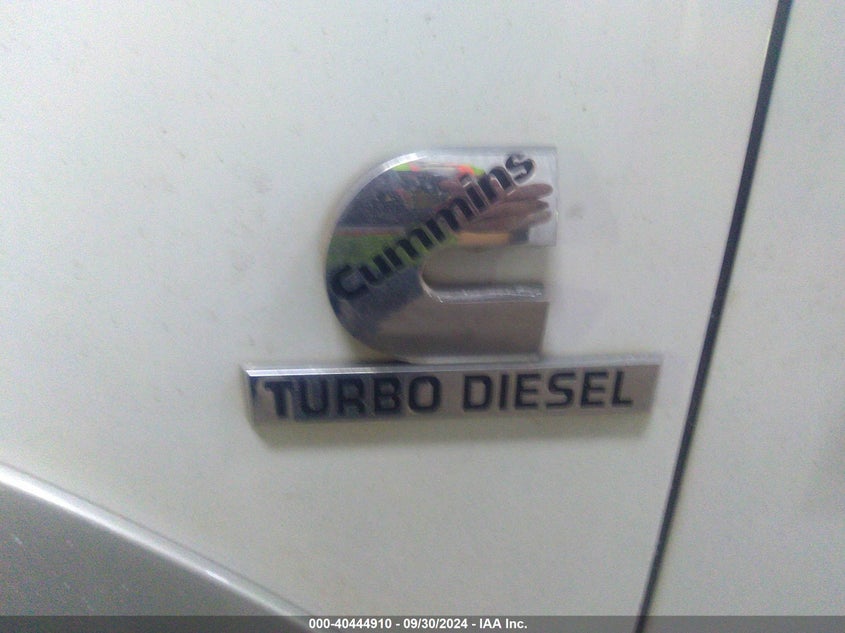 Cummins
TURBO DIESEL
000-40444910 - 09/30/2024 - IAA Inc.